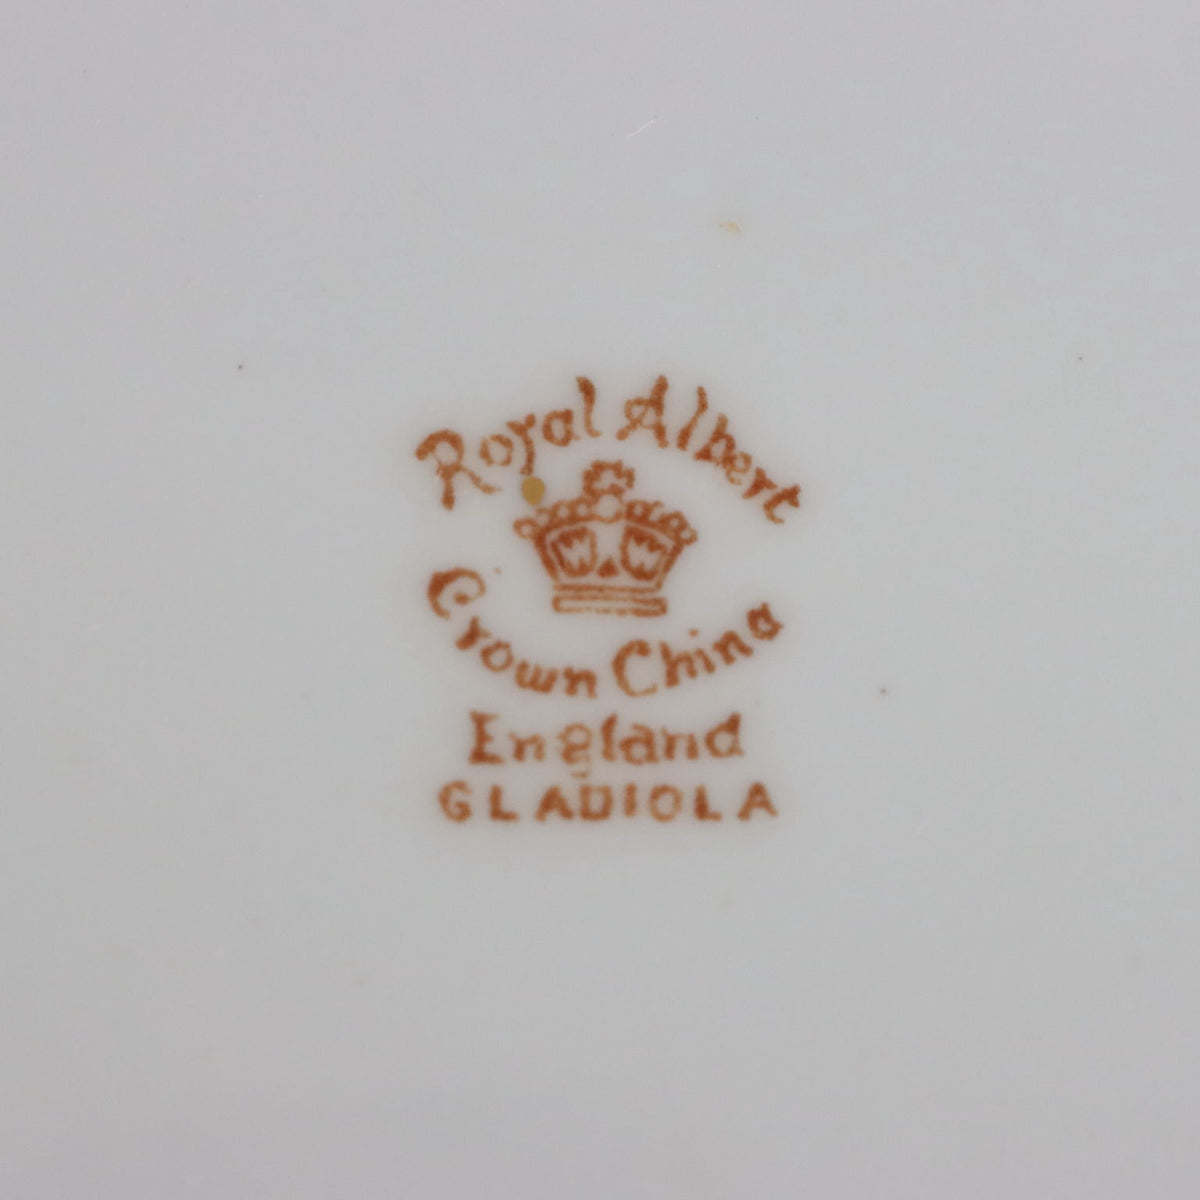 Royal Albert
Crown China
England
GLADIOLA